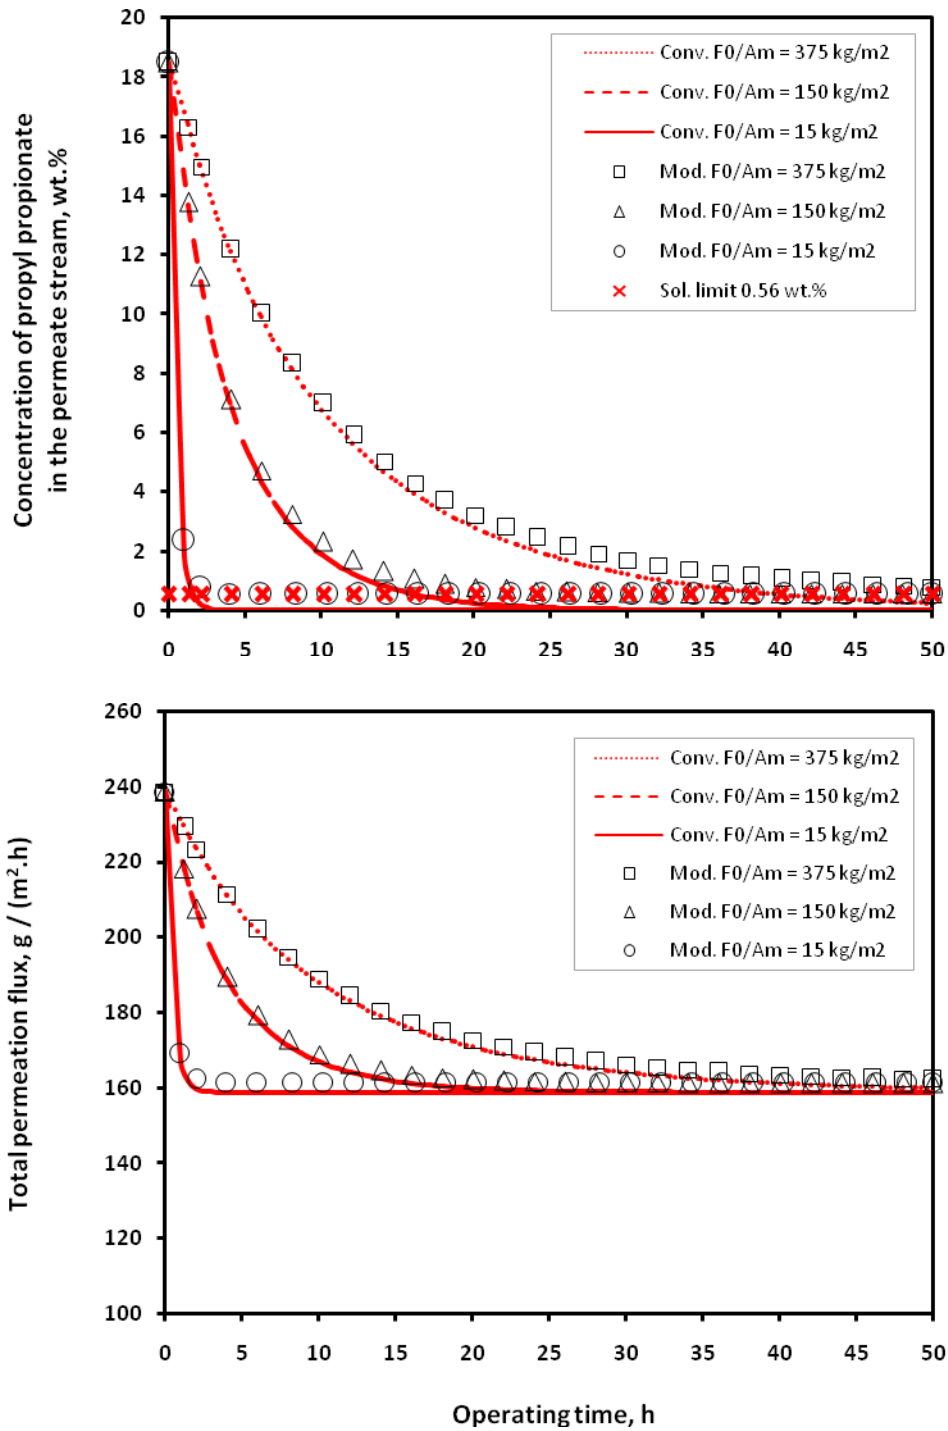 Concentration of propyl propionate
in the permeate stream, wt.%
20
18
16
14
12
10
8
6
4
2
0
Conv. F0/Am = 375 kg/m2
Conv. F0/Am = 150 kg/m2
Conv. F0/Am = 15 kg/m2
Mod. F0/Am = 375 kg/m2
Mod. F0/Am = 150 kg/m2
Mod. F0/Am = 15 kg/m2
Sol. limit 0.56 wt.%
0 5 10 15 20 25 30 35 40 45 50
Total permeation flux, g / (m².h)
260
240
220
200
180
160
140
120
100
Conv. F0/Am = 375 kg/m2
Conv. F0/Am = 150 kg/m2
Conv. F0/Am = 15 kg/m2
Mod. F0/Am = 375 kg/m2
Mod. F0/Am = 150 kg/m2
Mod. F0/Am = 15 kg/m2
0 5 10 15 20 25 30 35 40 45 50
Operating time, h